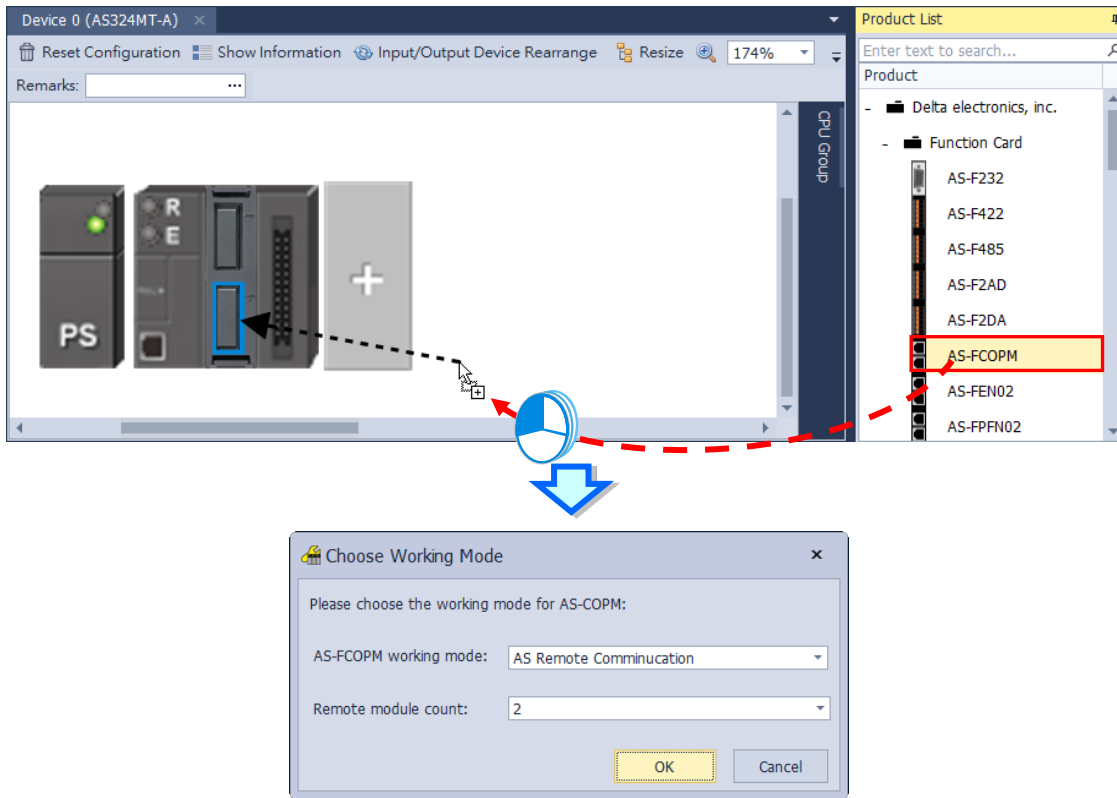 Device 0 (AS324MT-A) ×
Reset Configuration Show Information Input/Output Device Rearrange Resize 174%
Remarks: ...
R
E
PS
+
CPU Group
Product List
Enter text to search...
Product
- Delta electronics, inc.
- Function Card
AS-F232
AS-F422
AS-F485
AS-F2AD
AS-F2DA
AS-FCOPM
AS-FEN02
AS-FPFN02
Choose Working Mode ×
Please choose the working mode for AS-COPM:
AS-FCOPM working mode: AS Remote Comminucation
Remote module count: 2
OK Cancel